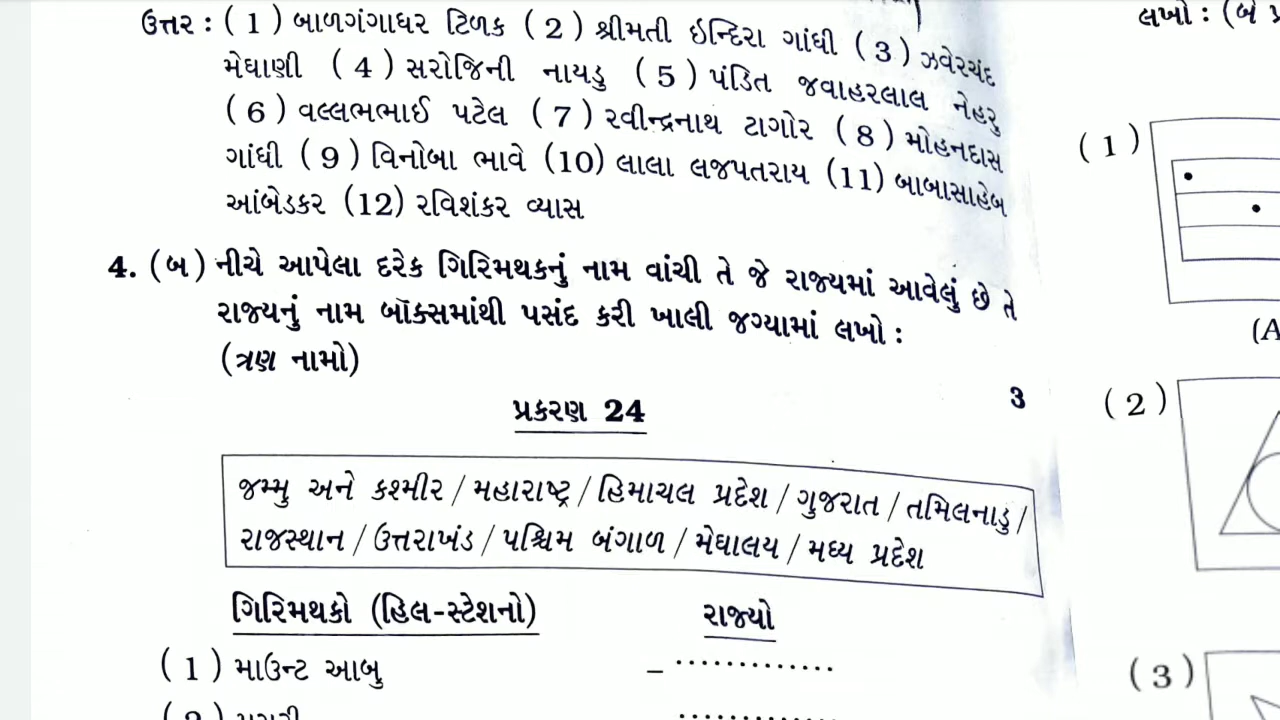 ઉત્તર : (1) બાળગંગાધર ટિળક (2) શ્રીમતી ઇન્દિરા ગાંધી (3) ઝવેરચંદ
મેઘાણી (4) સરોજિની નાયડુ (5) પંડિત જવાહરલાલ નેહરુ
(6) વલ્લભભાઈ પટેલ (7) રવીન્દ્રનાથ ટાગોર (8) મોહનદાસ
ગાંધી (9) વિનોબા ભાવે (10) લાલા લજપતરાય (11) બાબાસાહેબ
આંબેડકર (12) રવિશંકર વ્યાસ
4. (બ) નીચે આપેલા દરેક ગિરિમથકનું નામ વાંચી તે જે રાજ્યમાં આવેલું છે તે
રાજ્યનું નામ બૉક્સમાંથી પસંદ કરી ખાલી જગ્યામાં લખો :
(ત્રણ નામો)
3
પ્રકરણ 24
જમ્મુ અને કશ્મીર / મહારાષ્ટ્ર / હિમાચલ પ્રદેશ / ગુજરાત / તમિલનાડુ /
રાજસ્થાન / ઉત્તરાખંડ / પશ્ચિમ બંગાળ / મેઘાલય / મધ્ય પ્રદેશ
ગિરિમથકો (હિલ-સ્ટેશનો) રાજ્યો
(1) માઉન્ટ આબુ – .............
લખો : (બે
(1)
(A
(2)
(3)